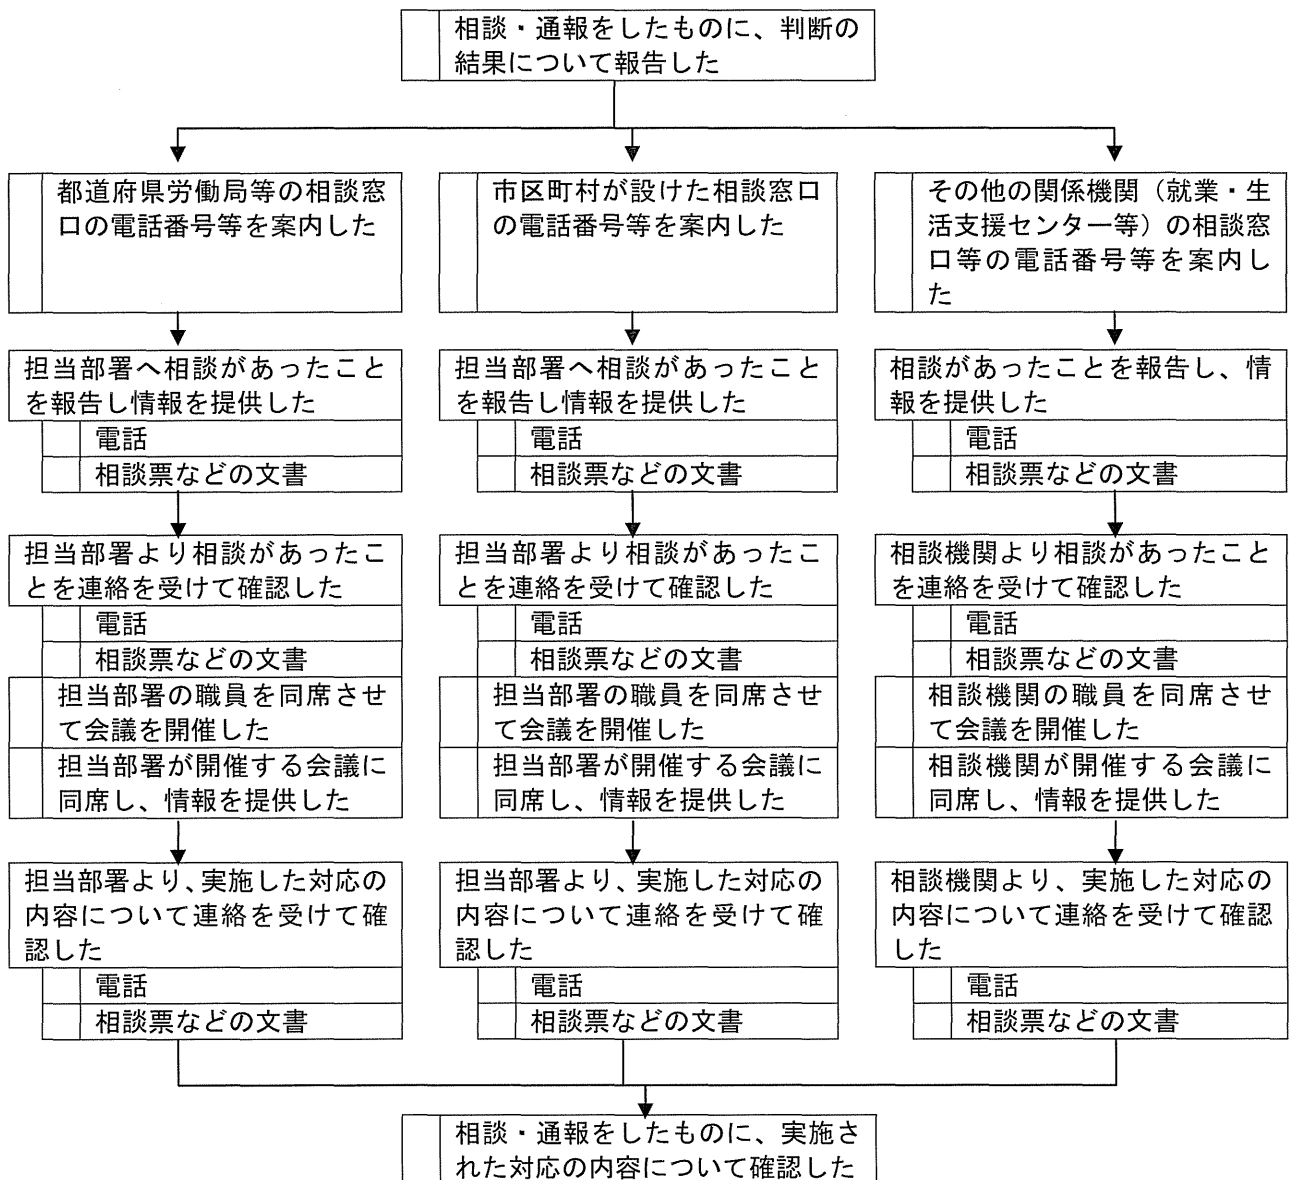 相談・通報をしたものに、判断の
結果について報告した
都道府県労働局等の相談窓
口の電話番号等を案内した
市区町村が設けた相談窓口
の電話番号等を案内した
その他の関係機関（就業・生
活支援センター等）の相談窓
口等の電話番号等を案内し
た
担当部署へ相談があったこと
を報告し情報を提供した
電話
相談票などの文書
担当部署へ相談があったこと
を報告し情報を提供した
電話
相談票などの文書
相談があったことを報告し、情
報を提供した
電話
相談票などの文書
担当部署より相談があったこ
とを連絡を受けて確認した
電話
相談票などの文書
担当部署の職員を同席させ
て会議を開催した
担当部署が開催する会議に
同席し、情報を提供した
担当部署より相談があったこ
とを連絡を受けて確認した
電話
相談票などの文書
担当部署の職員を同席させ
て会議を開催した
担当部署が開催する会議に
同席し、情報を提供した
相談機関より相談があったこと
を連絡を受けて確認した
電話
相談票などの文書
相談機関の職員を同席させ
て会議を開催した
相談機関が開催する会議に
同席し、情報を提供した
担当部署より、実施した対応の
内容について連絡を受けて確
認した
電話
相談票などの文書
担当部署より、実施した対応の
内容について連絡を受けて確
認した
電話
相談票などの文書
相談機関より、実施した対応の
内容について連絡を受けて確認
した
電話
相談票などの文書
相談・通報をしたものに、実施さ
れた対応の内容について確認した